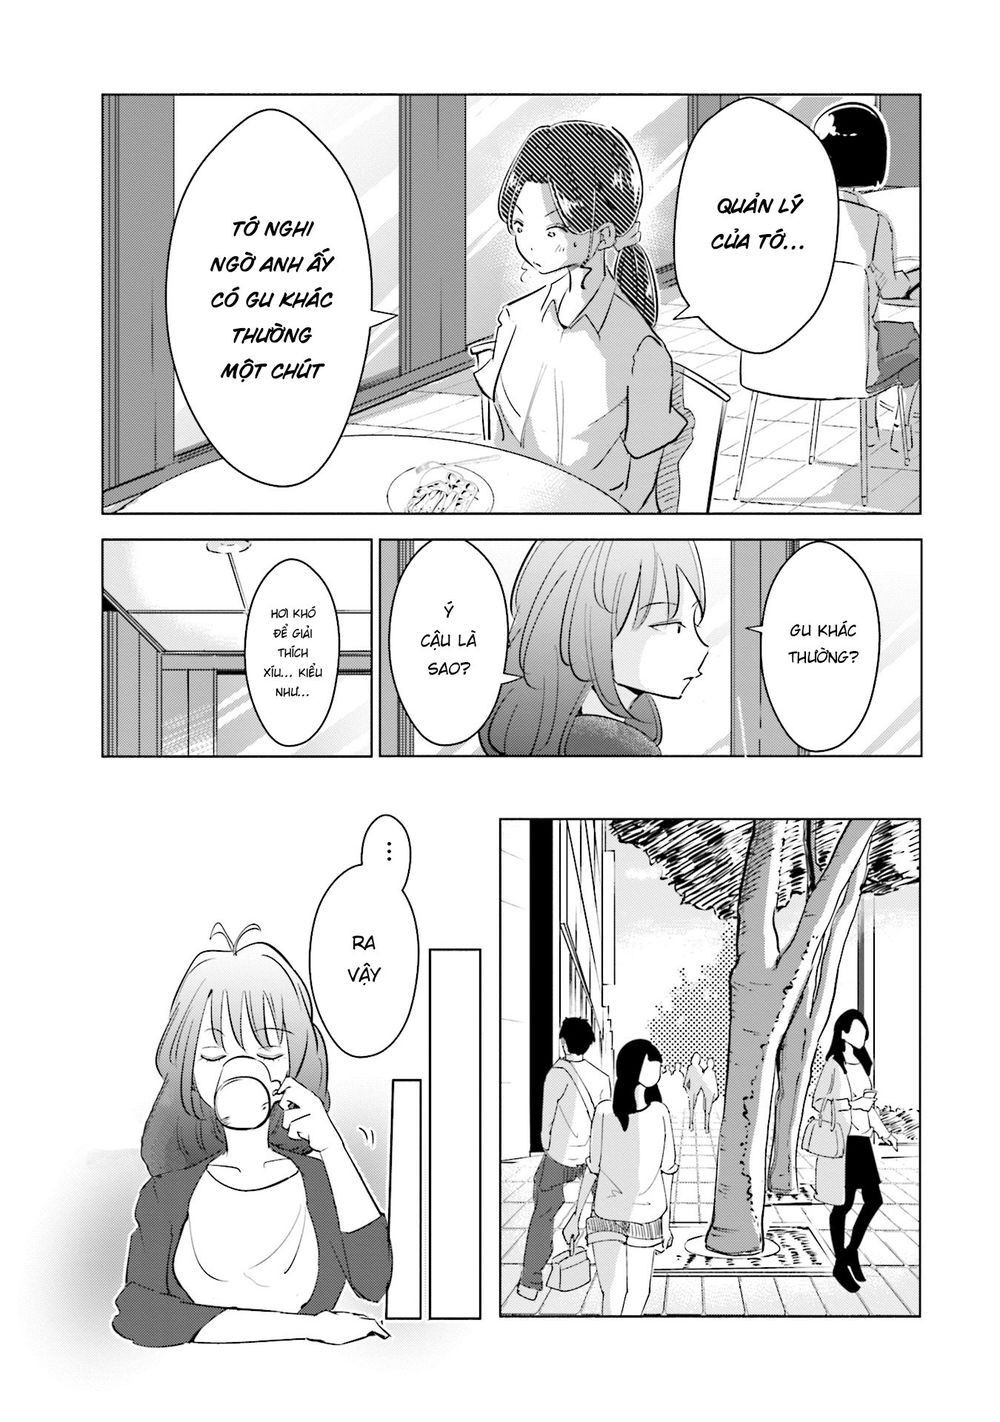 QUẢN LÝ
CỦA TỚ...
TỚ NGHI
NGỜ ANH ẤY
CÓ GU KHÁC
THƯỜNG
MỘT CHÚT
GU KHÁC
THƯỜNG?
Ý
CẬU LÀ
SAO?
HƠI KHÓ
ĐỂ GIẢI
THÍCH
XÍU... KIỂU
NHƯ...
...
RA
VẬY